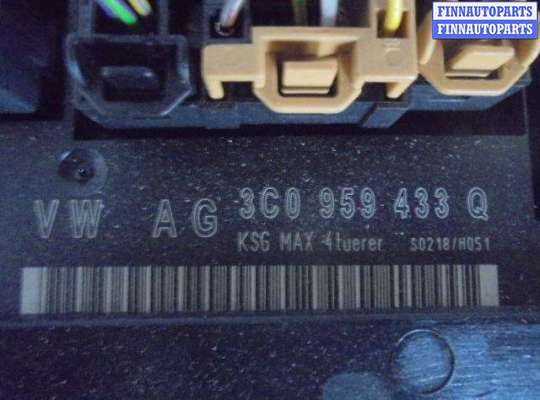 FINNAUTOPARTS
FINNAUTOPARTS
VW AG 3C0 959 433 Q
KSG MAX 4tuerer S0218/H051